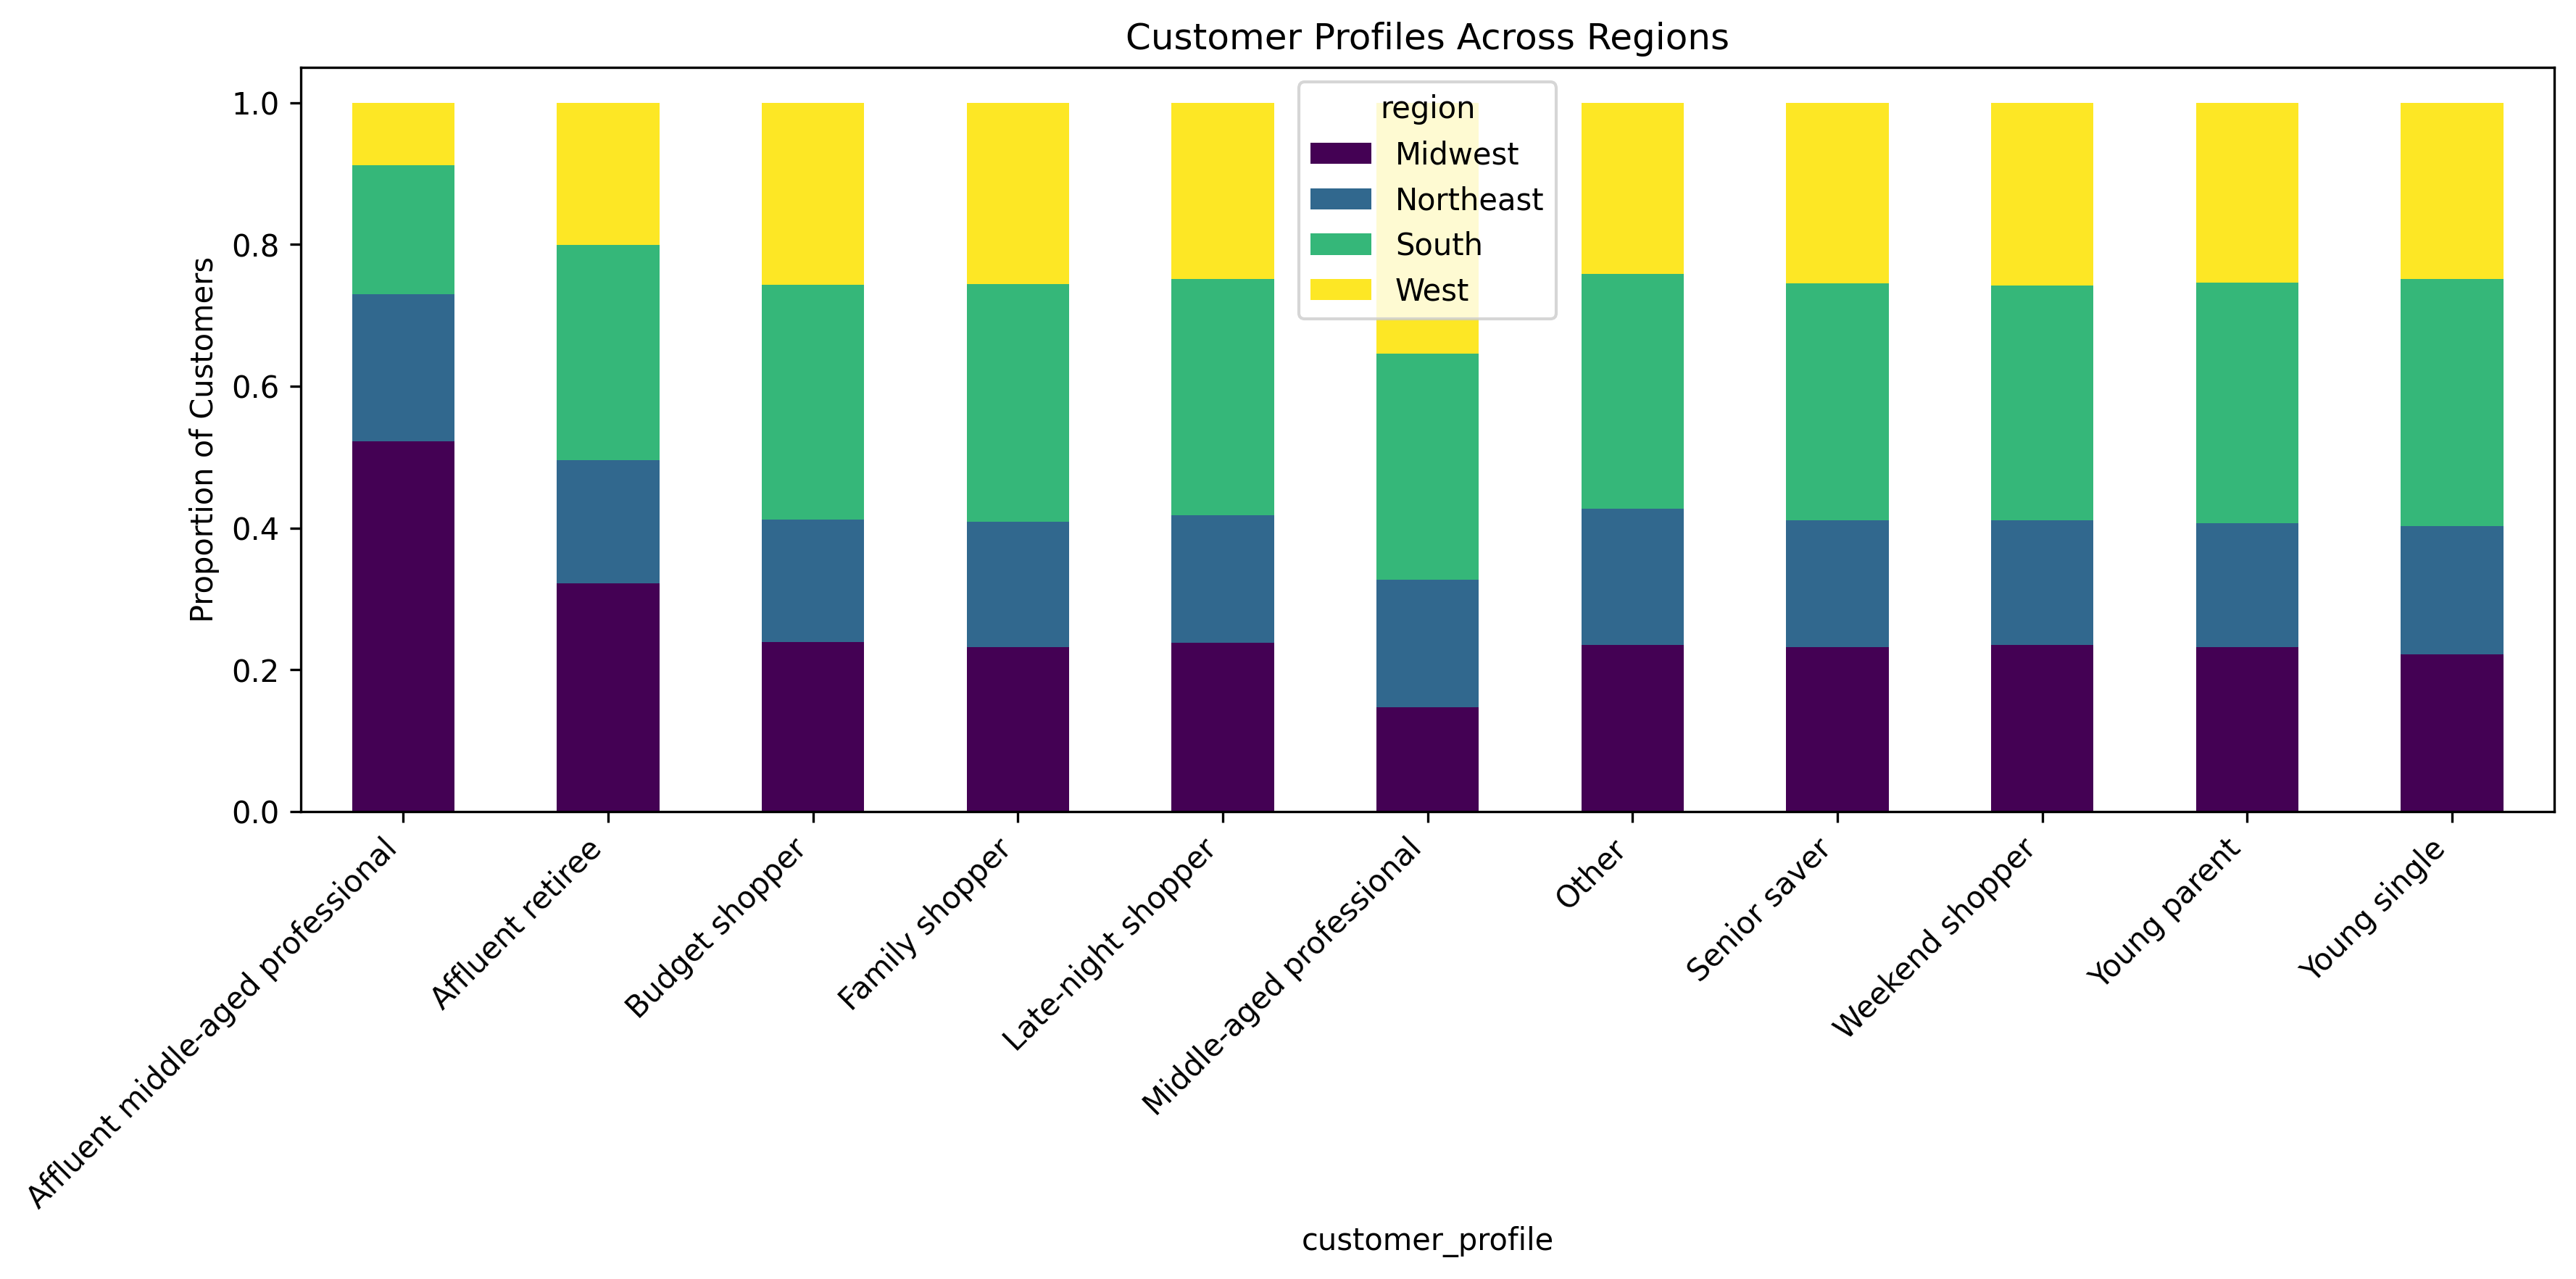 Customer Profiles Across Regions
region
Midwest
Northeast
South
West
Proportion of Customers
1.0
0.8
0.6
0.4
0.2
0.0
Affluent middle-aged professional
Affluent retiree
Budget shopper
Family shopper
Late-night shopper
Middle-aged professional
Other
Senior saver
Weekend shopper
Young parent
Young single
customer_profile